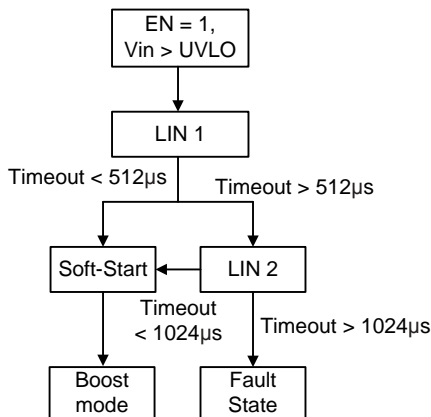 EN = 1,
Vin > UVLO
LIN 1
Timeout < 512µs
Timeout > 512µs
Soft-Start
LIN 2
Timeout
< 1024µs
Timeout > 1024µs
Boost
mode
Fault
State